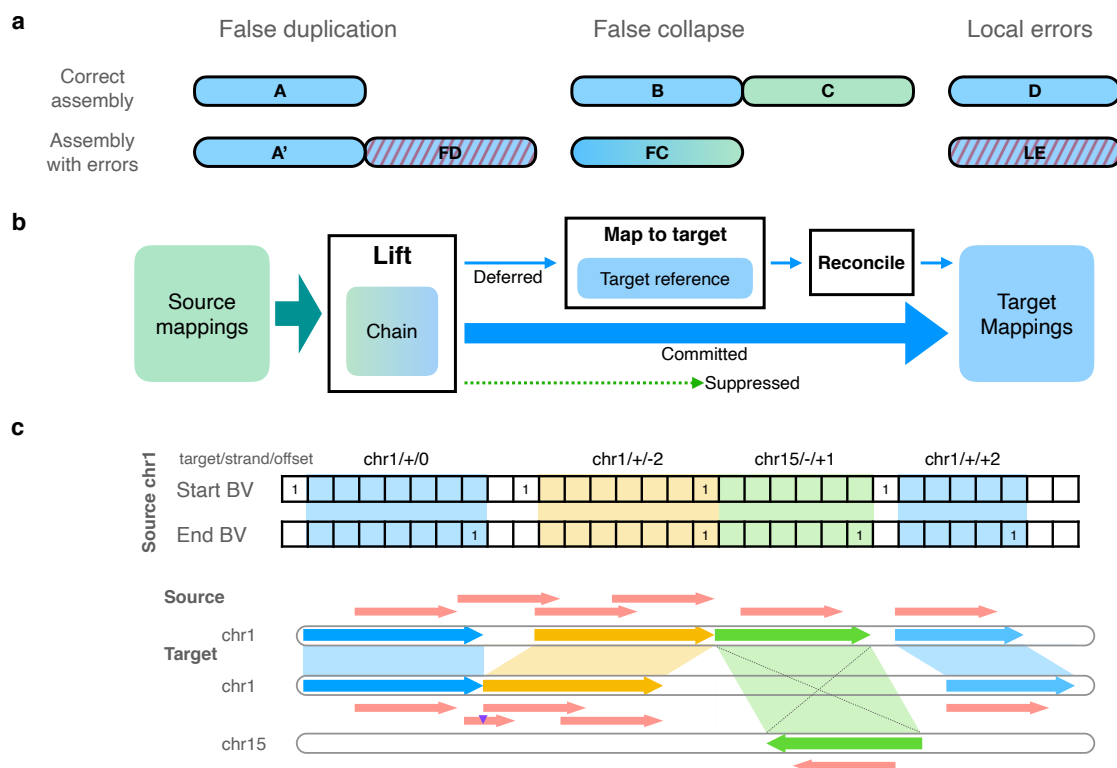 a
False duplication False collapse Local errors
Correct assembly
A B C D
Assembly with errors
A' FD FC LE
b
Source mappings
Lift
Chain
Deferred
Map to target
Target reference
Reconcile
Committed
Suppressed
Target Mappings
c
Source chr1
target/strand/offset chr1/+/0 chr1/+/-2 chr15/-/+1 chr1/+/+2
Start BV 1 1 1 1
End BV 1 1 1 1
Source
chr1
Target
chr1
chr15